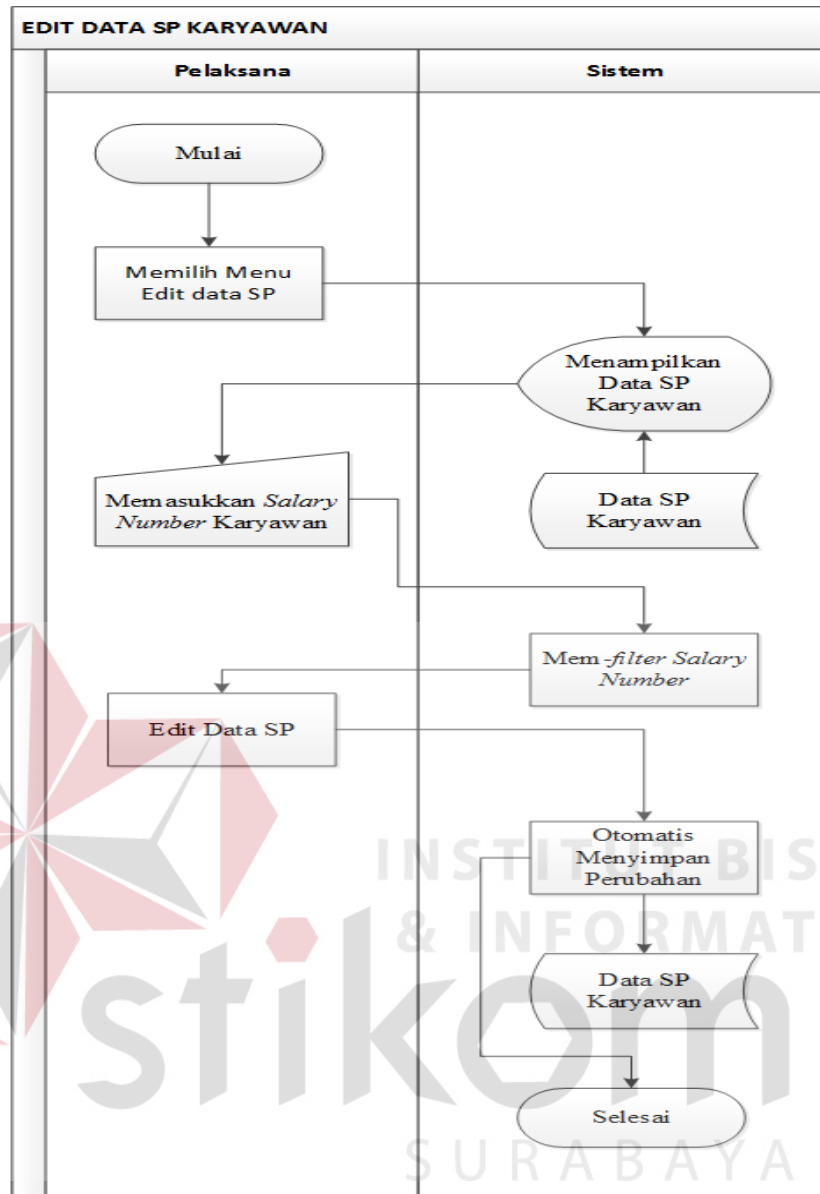 EDIT DATA SP KARYAWAN
Pelaksana
Sistem
Mulai
Memilih Menu
Edit data SP
Menampilkan
Data SP
Karyawan
Data SP
Karyawan
Memasukkan Salary
Number Karyawan
Mem-filter Salary
Number
Edit Data SP
Otomatis
Menyimpan
Perubahan
Data SP
Karyawan
Selesai
INSTITUT BIS
& INFORMAT
stikom
SURABAYA